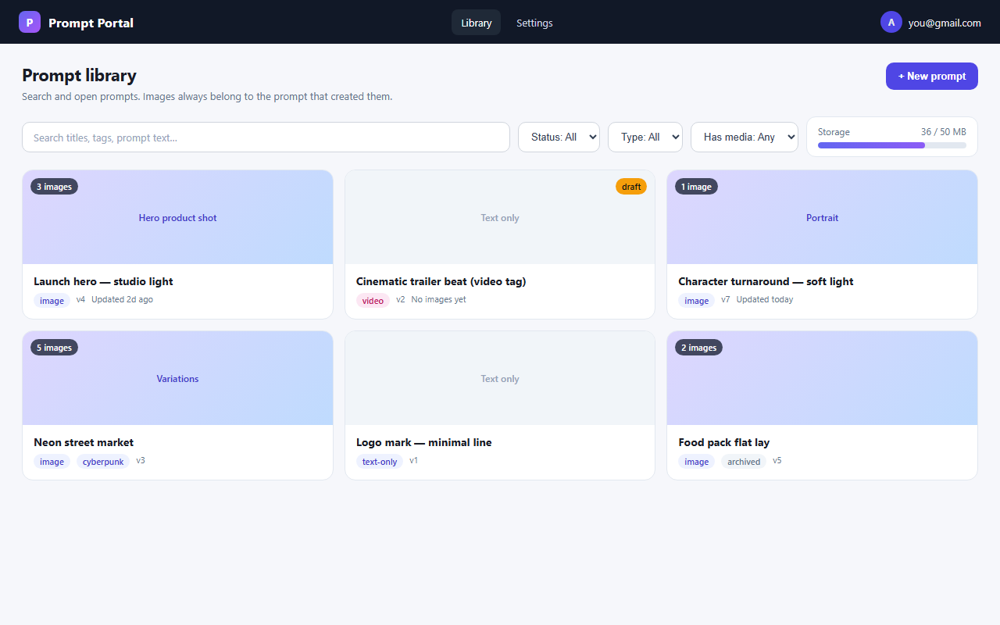 P Prompt Portal
Library
Settings
A you@gmail.com
Prompt library
+ New prompt
Search and open prompts. Images always belong to the prompt that created them.
Search titles, tags, prompt text...
Status: All
Type: All
Has media: Any
Storage 36 / 50 MB
3 images
Hero product shot
Launch hero — studio light
image v4 Updated 2d ago
draft
Text only
Cinematic trailer beat (video tag)
video v2 No images yet
1 image
Portrait
Character turnaround — soft light
image v7 Updated today
5 images
Variations
Neon street market
image cyberpunk v3
Text only
Logo mark — minimal line
text-only v1
2 images
Food pack flat lay
image archived v5